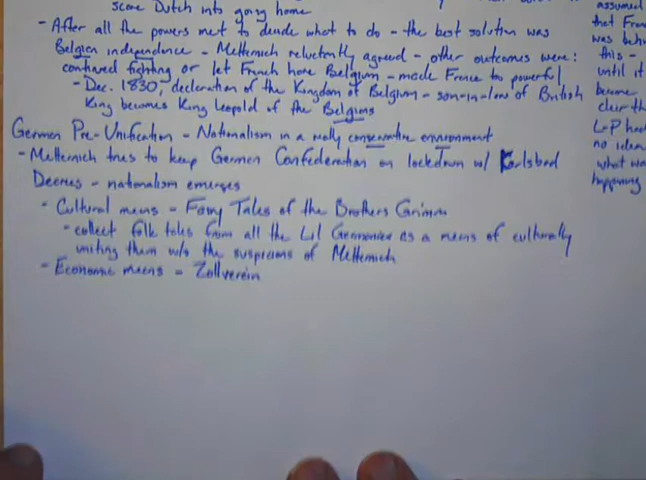 scare Dutch into going home
- After all the powers met to decide what to do - the best solution was
Belgian independence - Metternich reluctantly agreed - other outcomes were:
continued fighting or let French have Belgium - made France to powerful
- Dec. 1830, declaration of the Kingdom of Belgium - son-in-law of British
King becomes King Leopold of the Belgians
German Pre-Unification - Nationalism in a really conservative environment
- Metternich tries to keep German Confederation on lockdown w/ Karlsbad
Decrees - nationalism emerges
- Cultural means - Fairy Tales of the Brothers Grimm
- collect folk tales from all the Lil Germanies as a means of culturally
uniting them w/o the suspicions of Metternich
- Economic means - Zollverein
assumed
that Fran
was behi
this -
until it
became
clear th
L-P had
no idea
what was
happening